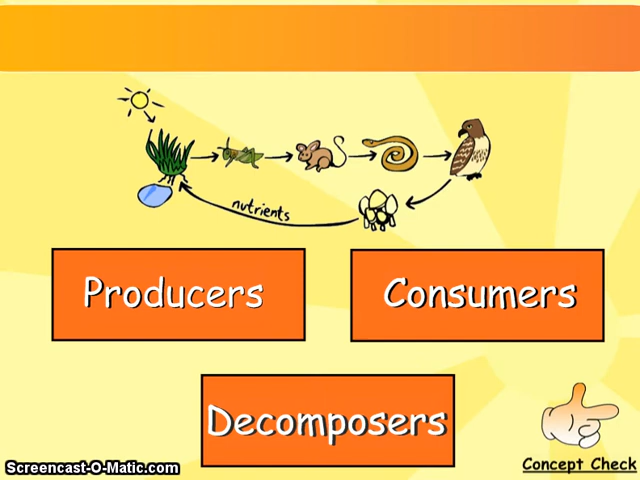 nutrients
Producers
Consumers
Decomposers
Concept Check
Screencast-O-Matic.com